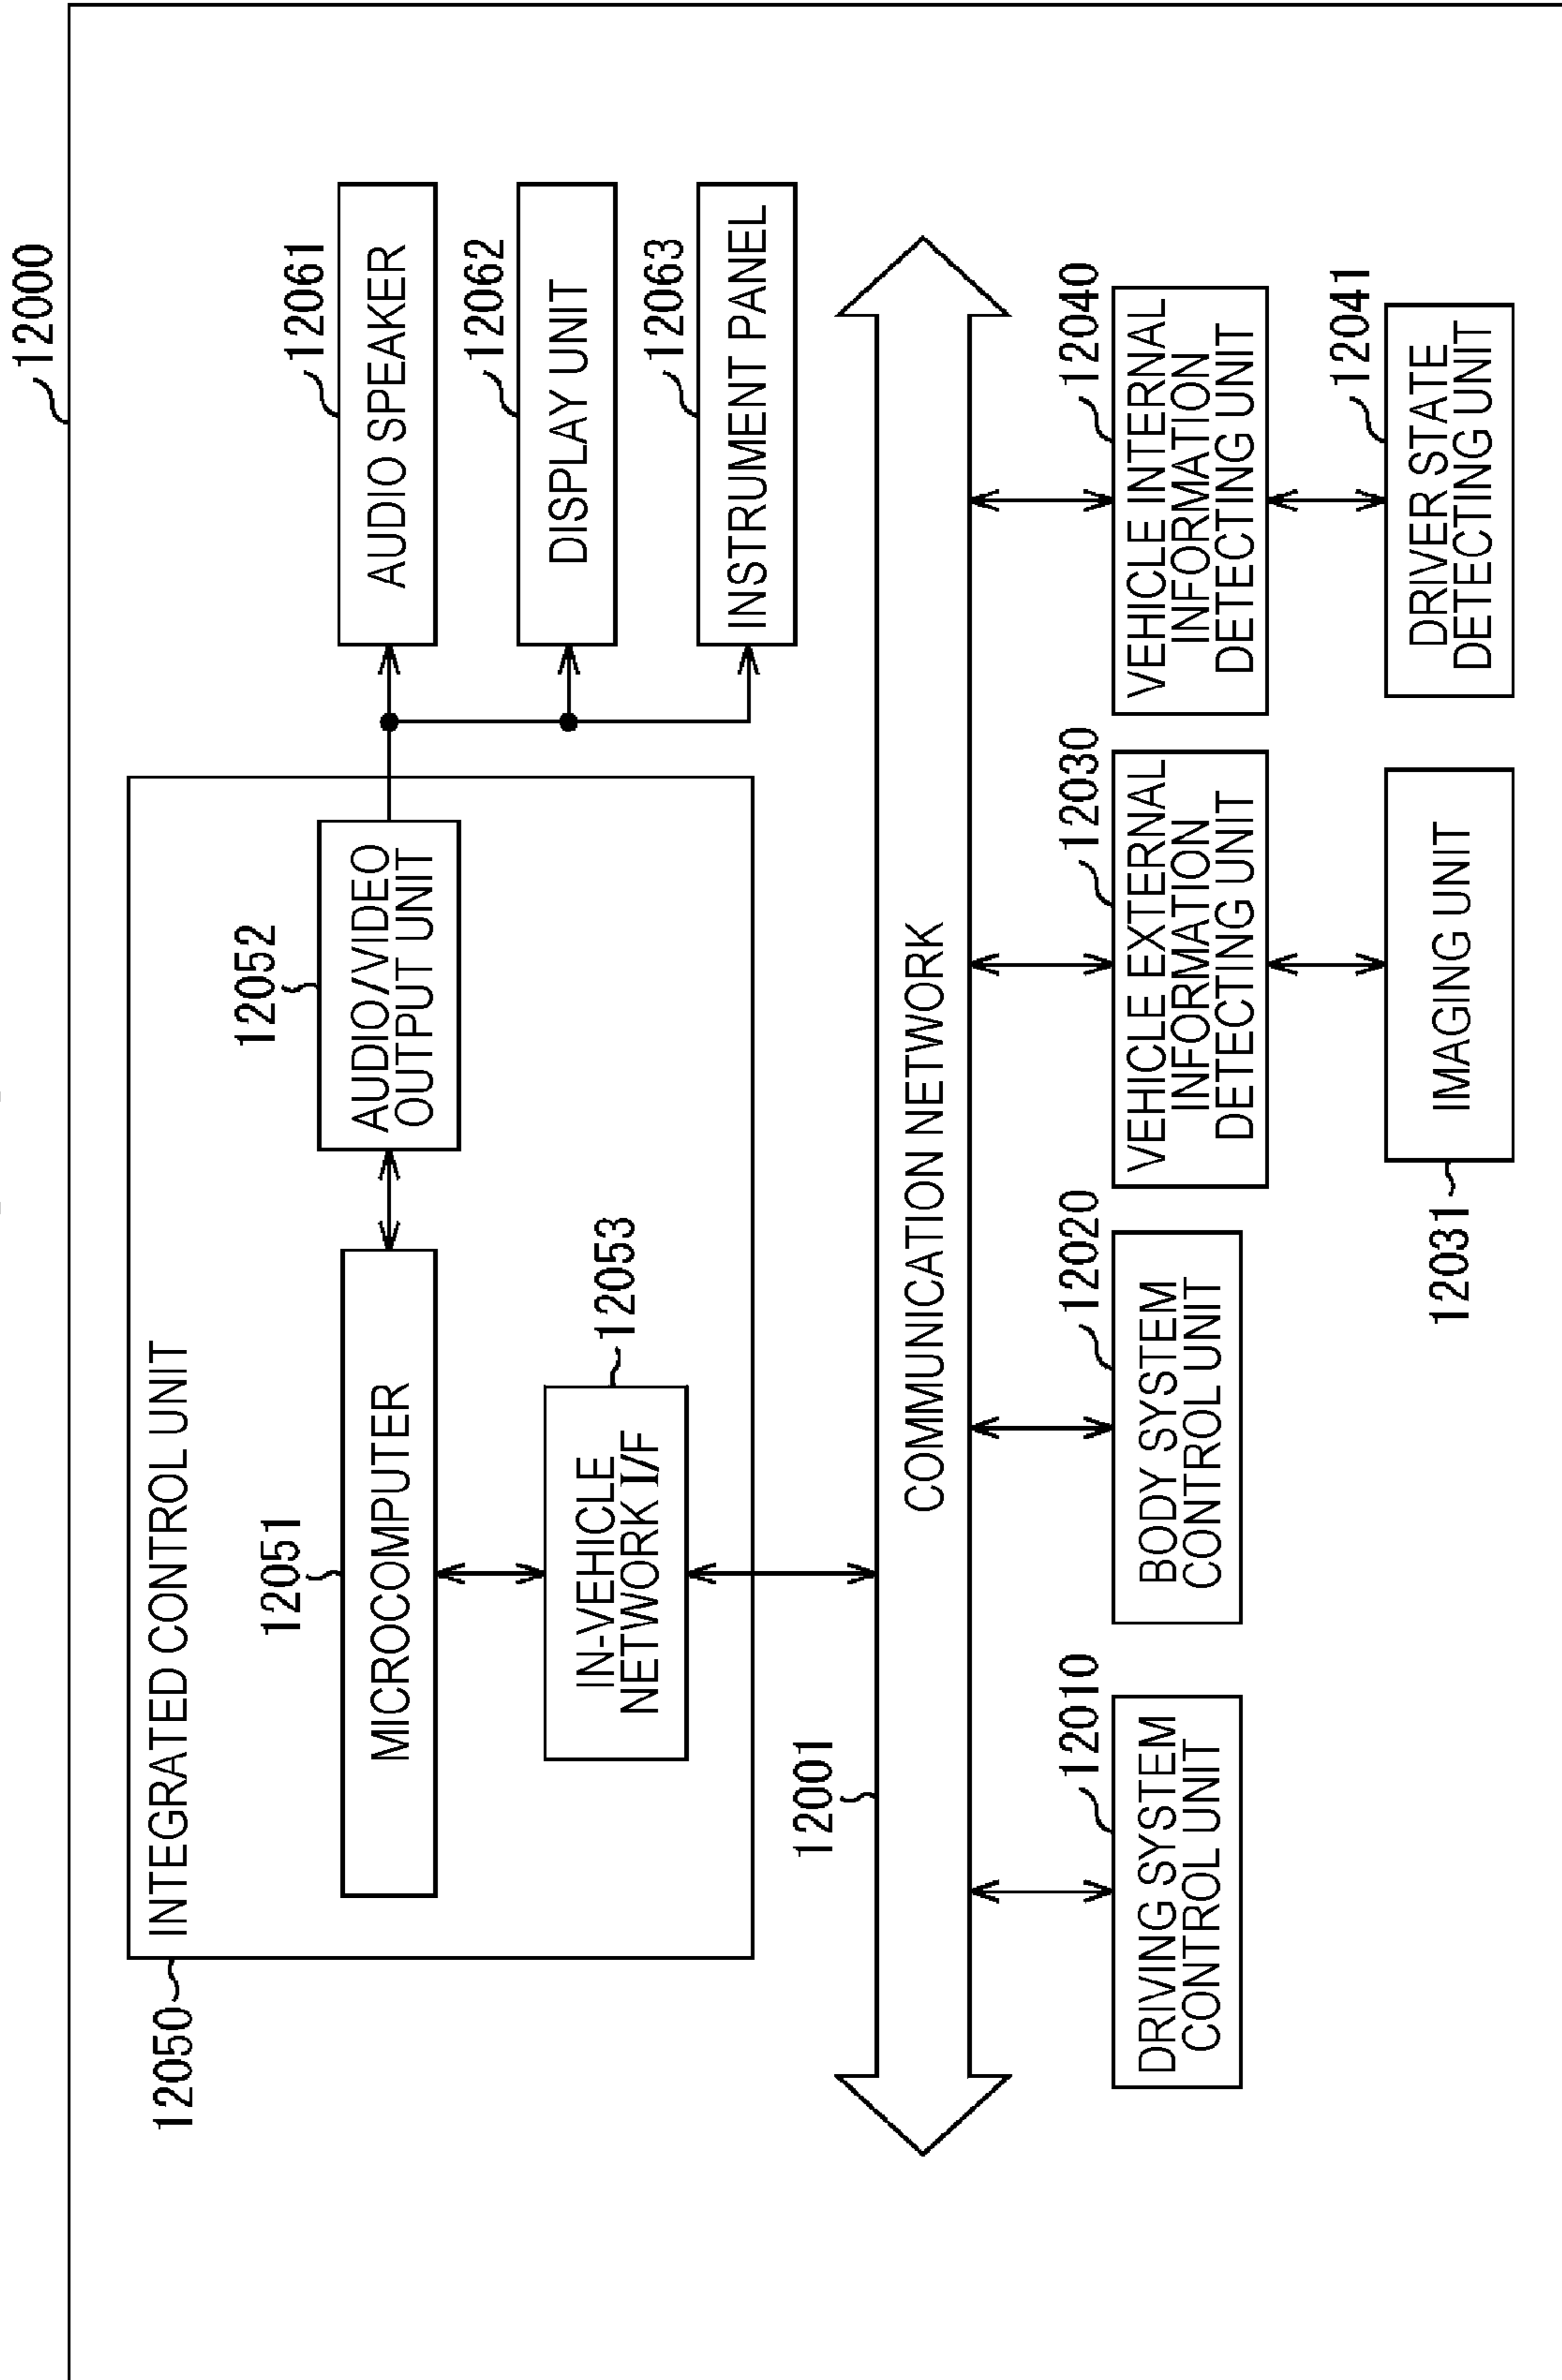 12000
12050
INTEGRATED CONTROL UNIT
12051
MICROCOMPUTER
12052
AUDIO/VIDEO
OUTPUT UNIT
12053
IN-VEHICLE
NETWORK I/F
12061
AUDIO SPEAKER
12062
DISPLAY UNIT
12063
INSTRUMENT PANEL
12001
COMMUNICATION NETWORK
12010
DRIVING SYSTEM
CONTROL UNIT
12020
BODY SYSTEM
CONTROL UNIT
12030
VEHICLE EXTERNAL
INFORMATION
DETECTING UNIT
12040
VEHICLE INTERNAL
INFORMATION
DETECTING UNIT
12031
IMAGING UNIT
12041
DRIVER STATE
DETECTING UNIT